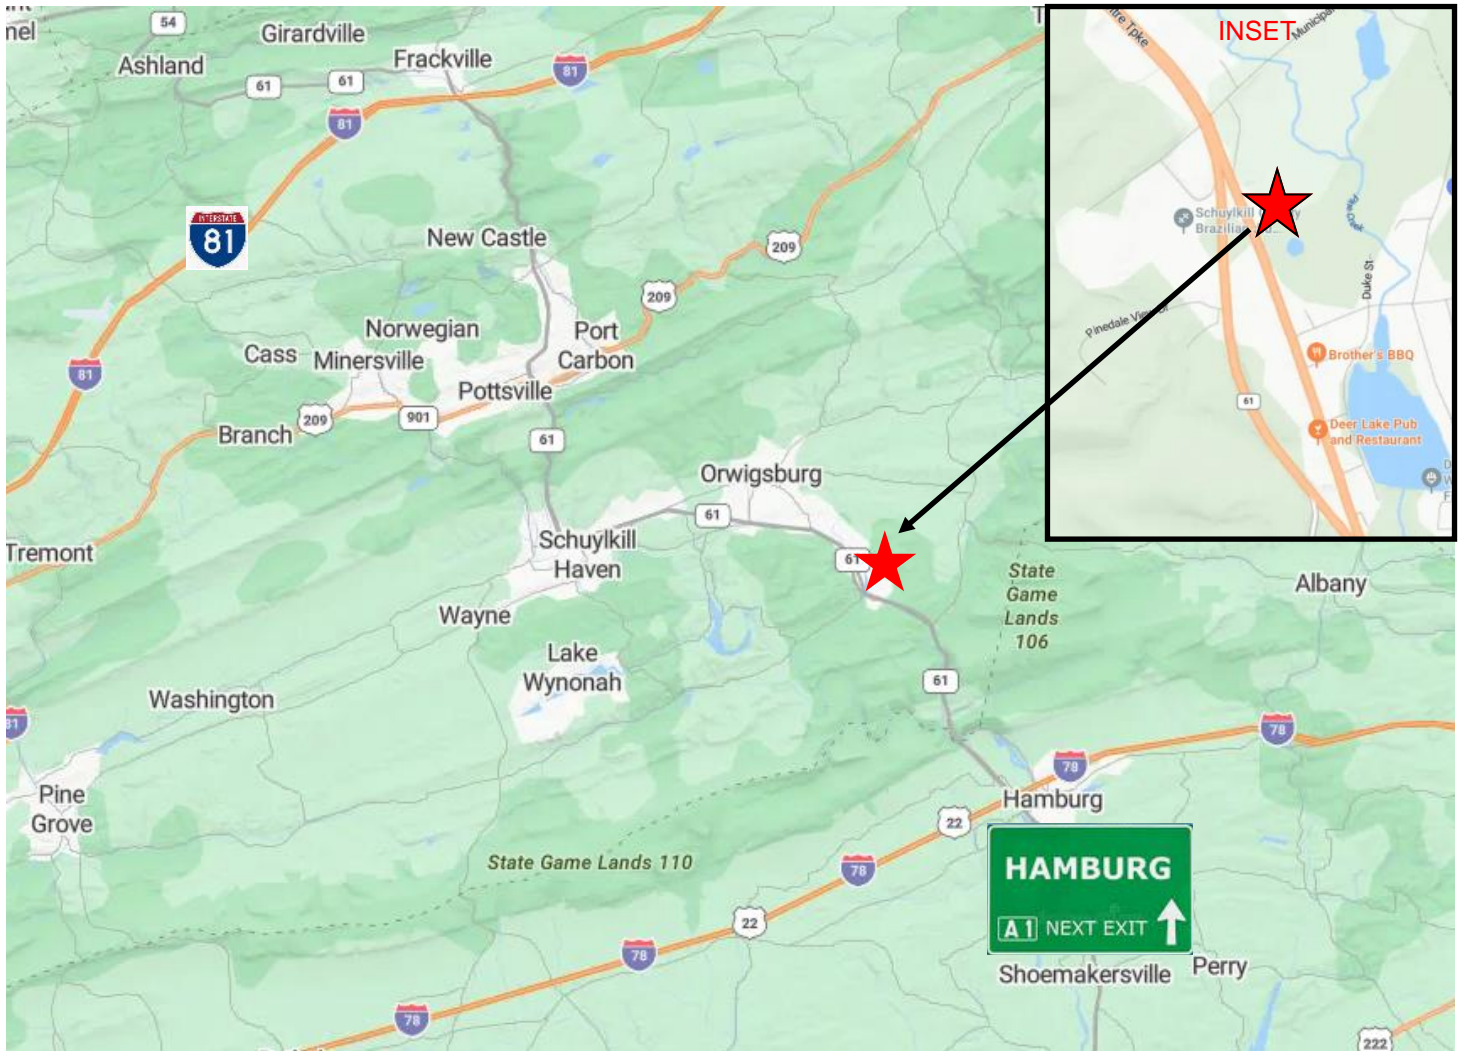 54
Girardville
Ashland
61
61
Frackville
81
81
INTERSTATE
81
New Castle
209
209
Norwegian
Port
Carbon
Cass
Minersville
81
Pottsville
209
901
Branch
61
Orwigsburg
61
Tremont
Schuylkill
Haven
61
State
Game
Lands
106
Albany
Wayne
Lake
Wynonah
61
Washington
81
78
78
Pine
Grove
Hamburg
22
State Game Lands 110
78
HAMBURG
A1 NEXT EXIT
22
78
Shoemakersville
Perry
78
222
INSET
Tpke
Schuylkill
Brazilian
Duke St
Pinedale View
Brother's BBQ
61
Deer Lake Pub
and Restaurant